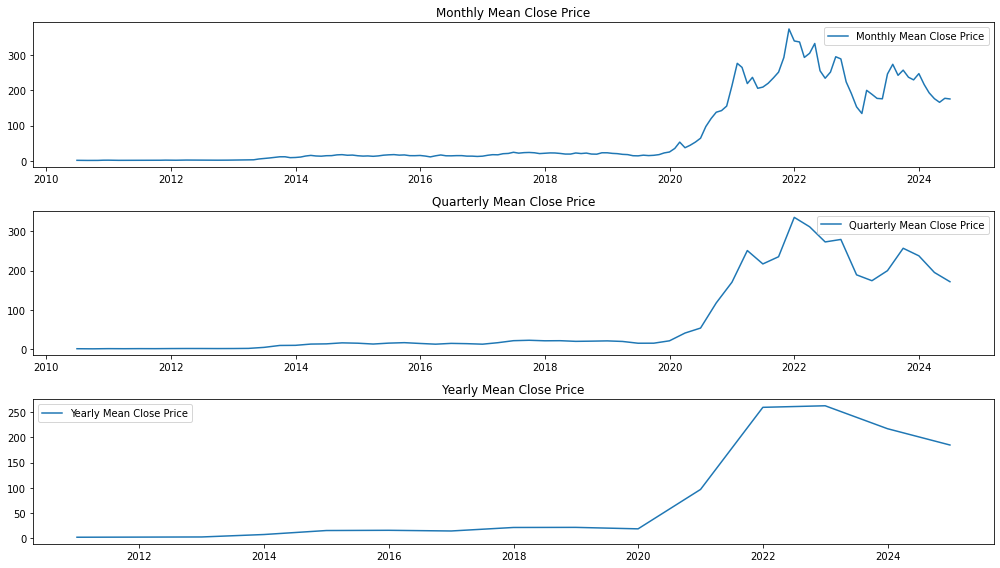 Monthly Mean Close Price
Monthly Mean Close Price
300
200
100
0
2010 2012 2014 2016 2018 2020 2022 2024
Quarterly Mean Close Price
Quarterly Mean Close Price
300
200
100
0
2010 2012 2014 2016 2018 2020 2022 2024
Yearly Mean Close Price
Yearly Mean Close Price
250
200
150
100
50
0
2012 2014 2016 2018 2020 2022 2024